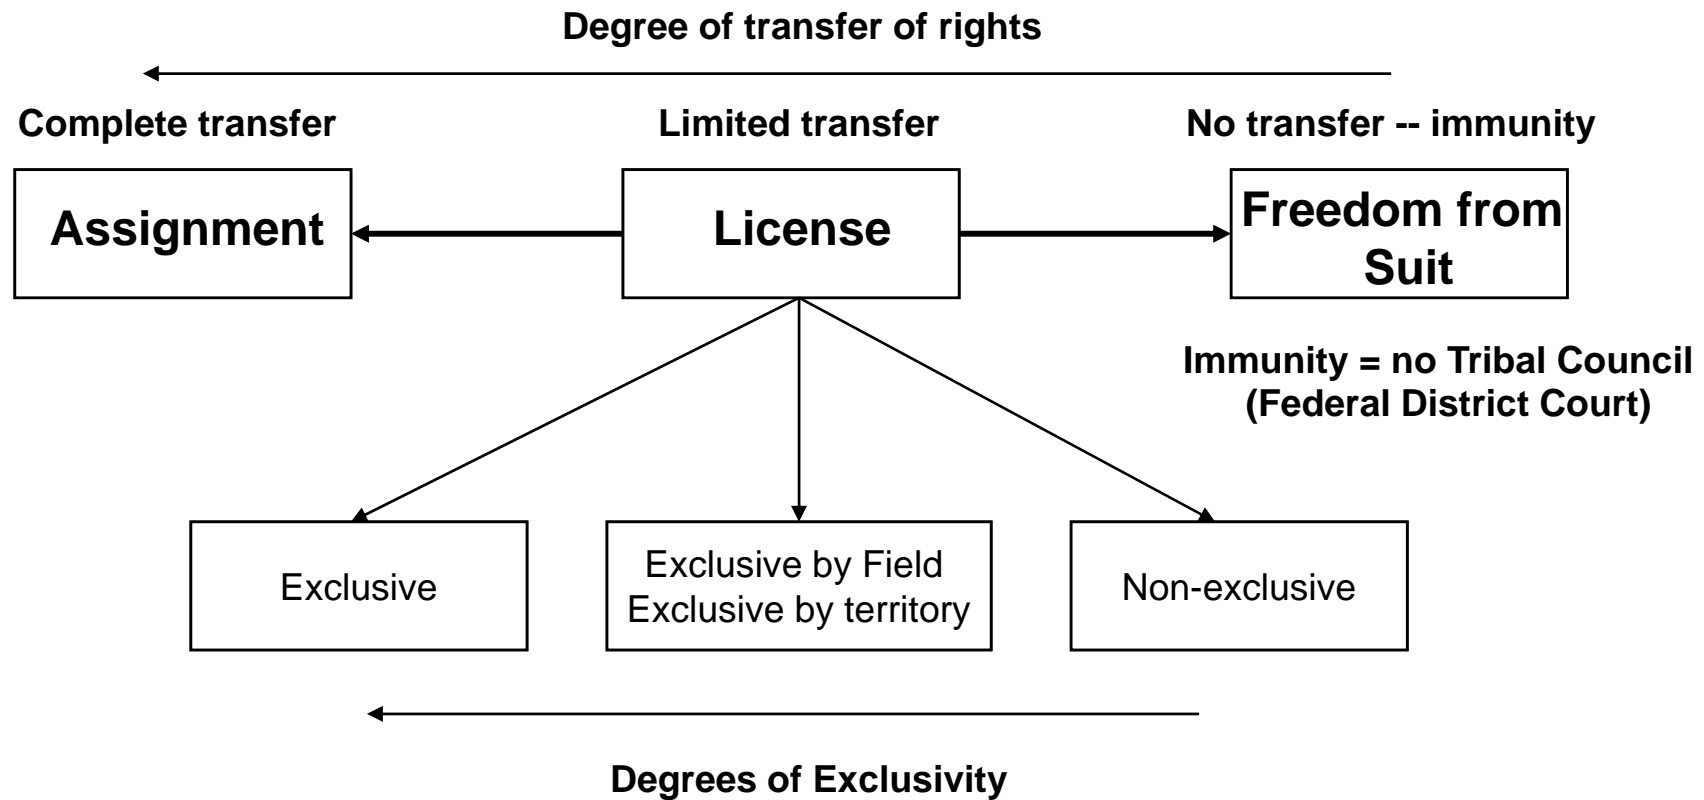 Degree of transfer of rights
Complete transfer
Limited transfer
No transfer -- immunity
Assignment
License
Freedom from
Suit
Immunity = no Tribal Council
(Federal District Court)
Exclusive
Exclusive by Field
Exclusive by territory
Non-exclusive
Degrees of Exclusivity